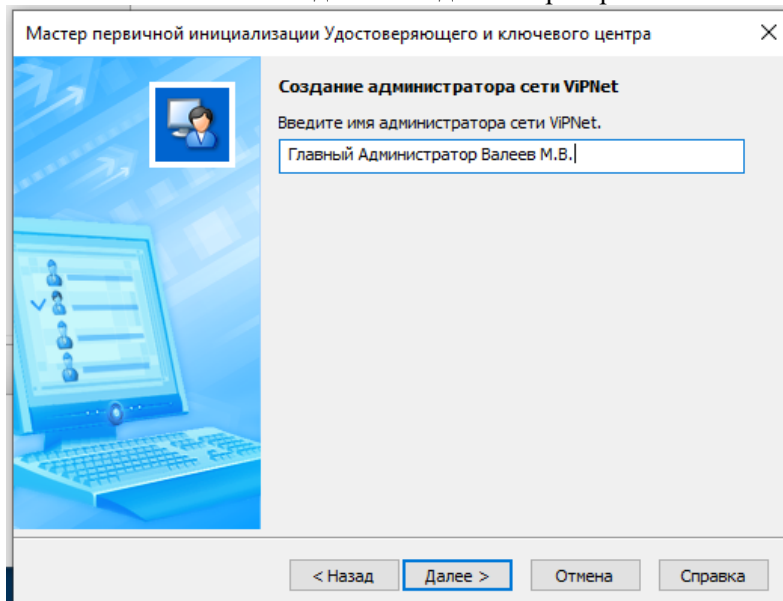 Мастер первичной инициализации Удостоверяющего и ключевого центра
Создание администратора сети ViPNet
Введите имя администратора сети ViPNet.
Главный Администратор Валеев М.В.
< Назад Далее > Отмена Справка